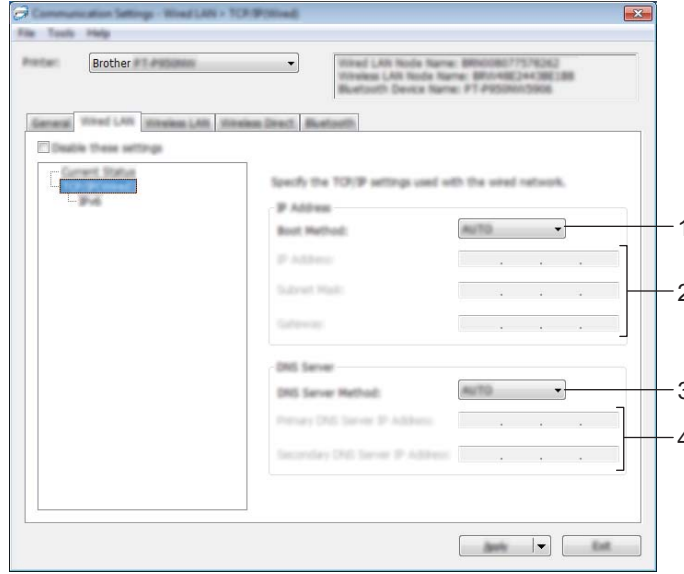 Communication Settings - Wired LAN > TCP/IP(Wired)
File Tools Help
Printer: Brother PT-P950NW
Wired LAN Node Name:
Wireless LAN Node Name:
Bluetooth Device Name:
General Wired LAN Wireless LAN Wireless Direct Bluetooth
Disable these settings
Current Status
TCP/IP(Wired)
IPv6
Specify the TCP/IP settings used with the wired network.
IP Address
Boot Method: AUTO 1
IP Address:
2
Subnet Mask:
Gateway:
DNS Server
DNS Server Method: AUTO 3
Primary DNS Server IP Address:
4
Secondary DNS Server IP Address:
Apply Exit